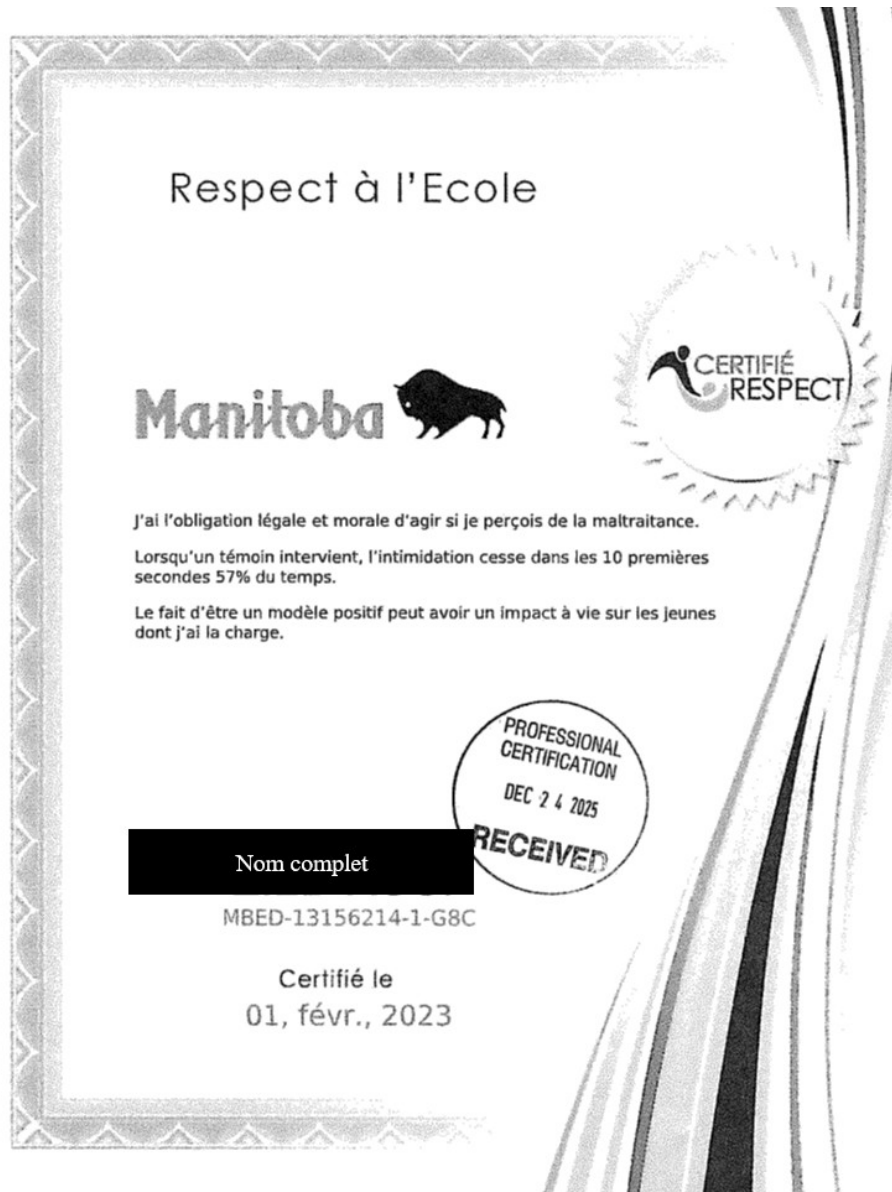 Respect à l'Ecole
CERTIFIÉ
RESPECT
Manitoba
J'ai l'obligation légale et morale d'agir si je perçois de la maltraitance.
Lorsqu'un témoin intervient, l'intimidation cesse dans les 10 premières
secondes 57% du temps.
Le fait d'être un modèle positif peut avoir un impact à vie sur les jeunes
dont j'ai la charge.
PROFESSIONAL
CERTIFICATION
DEC 24 2025
RECEIVED
Nom complet
MBED-13156214-1-G8C
Certifié le
01, févr., 2023